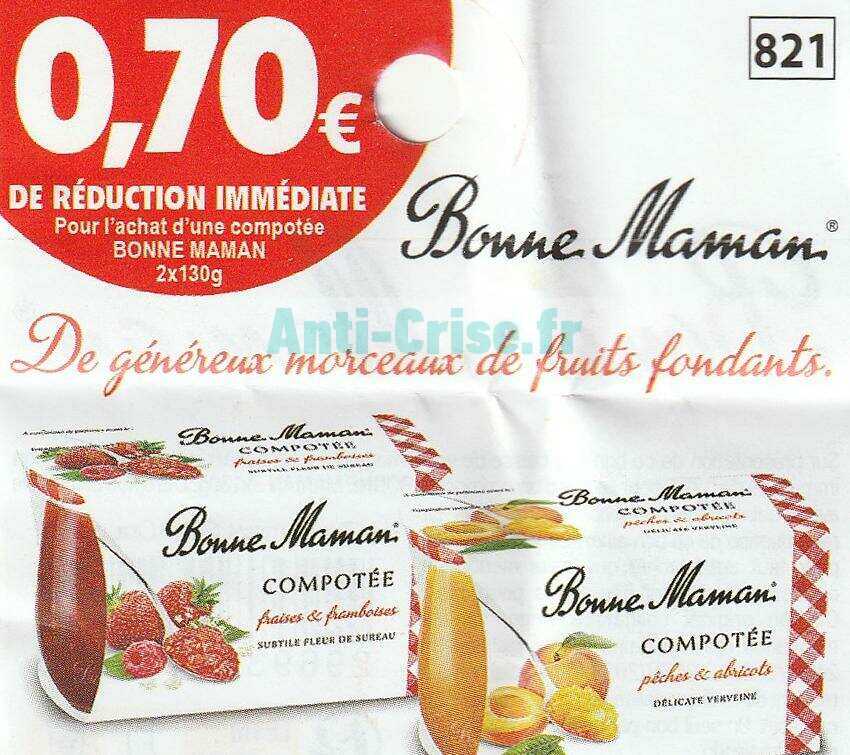 0,70€
DE RÉDUCTION IMMÉDIATE
Pour l'achat d'une compotée
BONNE MAMAN
2x130g
821
Bonne Maman®
Anti-Crise.fr
De généreux morceaux de fruits fondants.
Bonne Maman
COMPOTÉE
fraises & framboises
SUBTILE FLEUR DE SUREAU
Bonne Maman
COMPOTÉE
fraises & framboises
SUBTILE FLEUR DE SUREAU
Bonne Maman
COMPOTÉE
pêches & abricots
DÉLICATE VERVEINE
Bonne Maman
COMPOTÉE
pêches & abricots
DÉLICATE VERVEINE